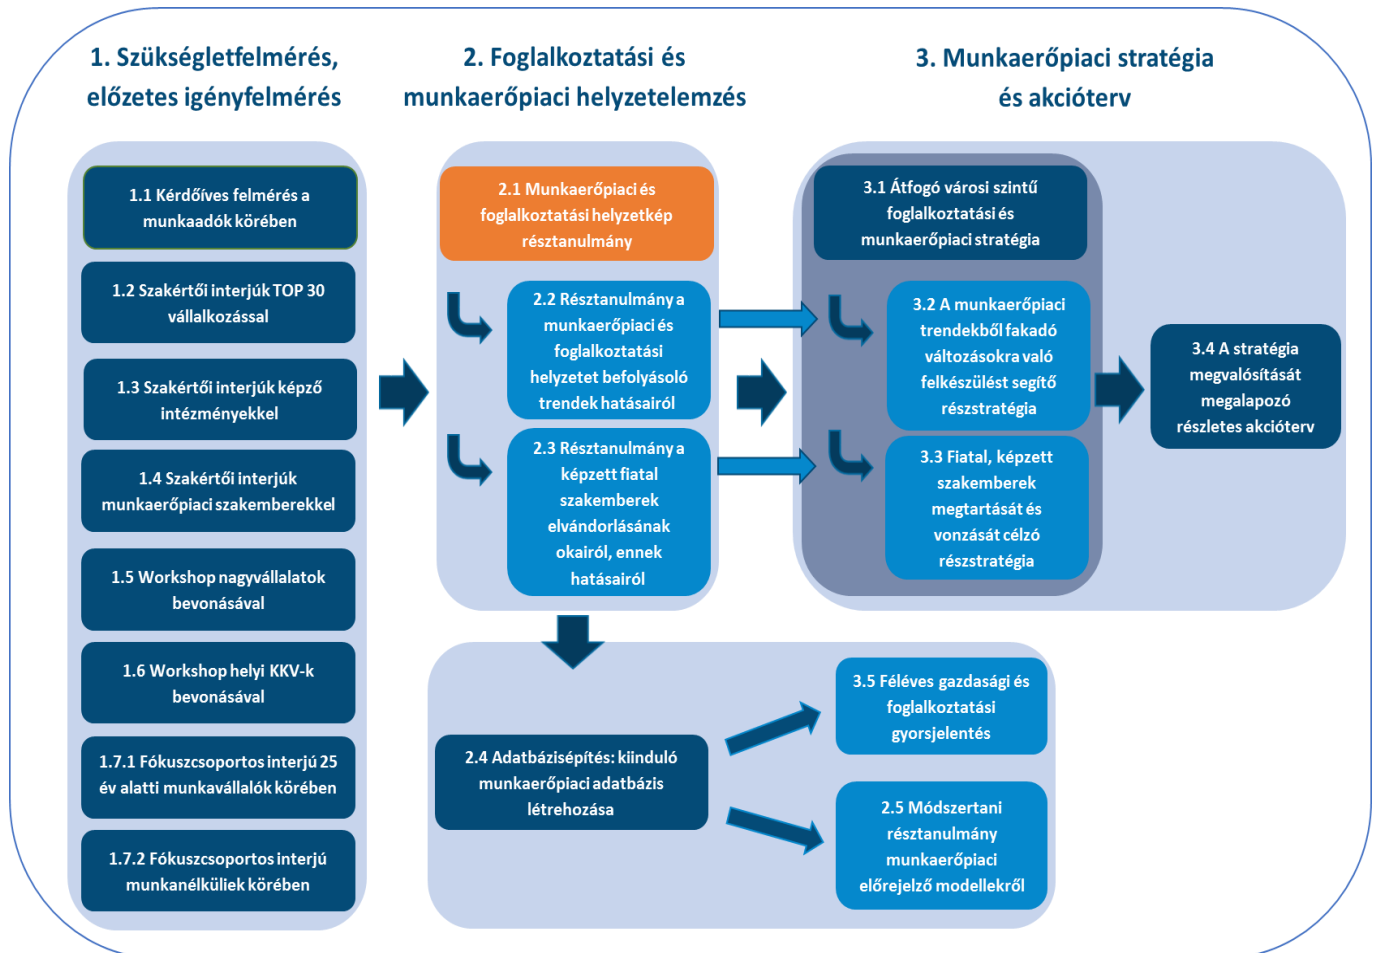 1. Szükségletfelmérés,
előzetes igényfelmérés
1.1 Kérdőíves felmérés a
munkaadók körében
1.2 Szakértői interjúk TOP 30
vállalkozással
1.3 Szakértői interjúk képző
intézményekkel
1.4 Szakértői interjúk
munkaerőpiaci szakemberekkel
1.5 Workshop nagyvállalatok
bevonásával
1.6 Workshop helyi KKV-k
bevonásával
1.7.1 Fókuszcsoportos interjú 25
év alatti munkavállalók körében
1.7.2 Fókuszcsoportos interjú
munkanélküliek körében
2. Foglalkoztatási és
munkaerőpiaci helyzetelemzés
2.1 Munkaerőpiaci és
foglalkoztatási helyzetkép
résztanulmány
2.2 Résztanulmány a
munkaerőpiaci és
foglalkoztatási
helyzetet befolyásoló
trendek hatásairól
2.3 Résztanulmány a
képzett fiatal
szakemberek
elvándorlásának
okairól, ennek
hatásairól
3. Munkaerőpiaci stratégia
és akcióterv
3.1 Átfogó városi szintű
foglalkoztatási és
munkaerőpiaci stratégia
3.2 A munkaerőpiaci
trendekből fakadó
változásokra való
felkészülést segítő
részstratégia
3.3 Fiatal, képzett
szakemberek
megtartását és
vonzását célzó
részstratégia
3.4 A stratégia
megvalósítását
megalapozó
részletes akcióterv
2.4 Adatbázisépítés: kiinduló
munkaerőpiaci adatbázis
létrehozása
3.5 Féléves gazdasági és
foglalkoztatási
gyorsjelentés
2.5 Módszertani
résztanulmány
munkaerőpiaci
előrejelző modellekről